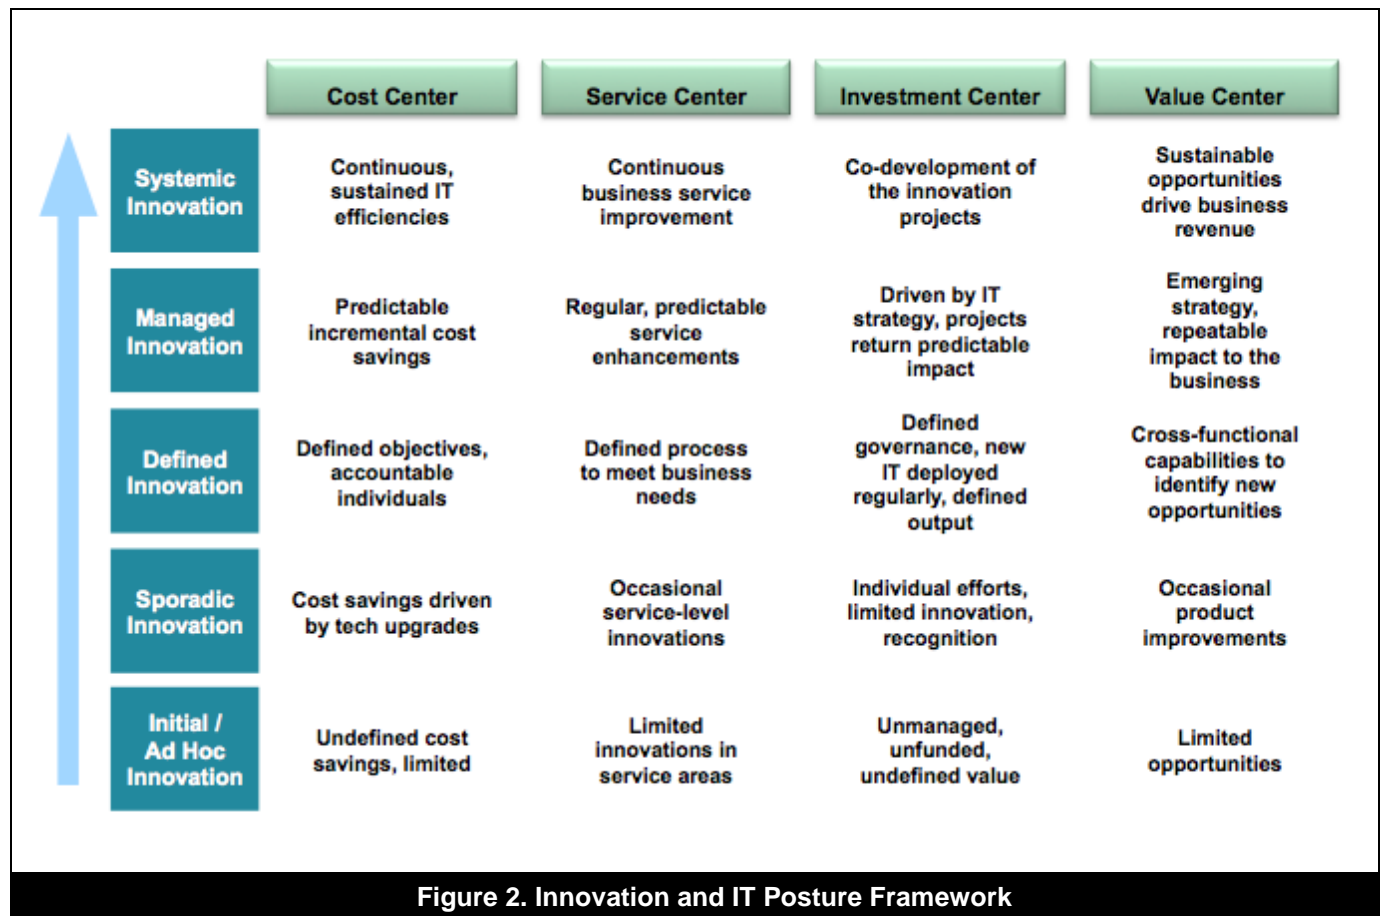 Cost Center
Service Center
Investment Center
Value Center
Systemic
Innovation
Continuous,
sustained IT
efficiencies
Continuous
business service
improvement
Co-development of
the innovation
projects
Sustainable
opportunities
drive business
revenue
Managed
Innovation
Predictable
incremental cost
savings
Regular, predictable
service
enhancements
Driven by IT
strategy, projects
return predictable
impact
Emerging
strategy,
repeatable
impact to the
business
Defined
Innovation
Defined objectives,
accountable
individuals
Defined process
to meet business
needs
Defined
governance, new
IT deployed
regularly, defined
output
Cross-functional
capabilities to
identify new
opportunities
Sporadic
Innovation
Cost savings driven
by tech upgrades
Occasional
service-level
innovations
Individual efforts,
limited innovation,
recognition
Occasional
product
improvements
Initial /
Ad Hoc
Innovation
Undefined cost
savings, limited
Limited
innovations in
service areas
Unmanaged,
unfunded,
undefined value
Limited
opportunities
Figure 2. Innovation and IT Posture Framework